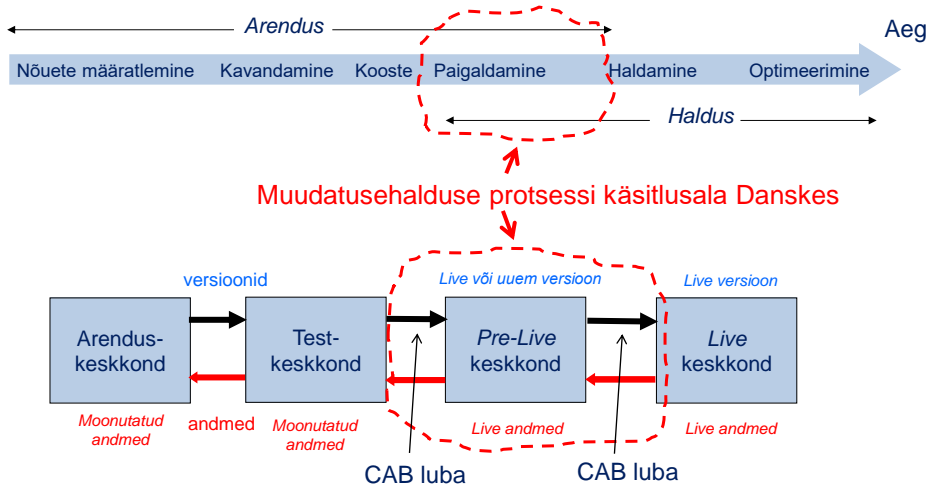 Arendus
Aeg
Nõuete määratlemine Kavandamine Kooste Paigaldamine Haldamine Optimeerimine
Haldus
Muudatusehalduse protsessi käsitlusala Danskes
versioonid
Live või uuem versioon
Live versioon
Arendus-
keskkond
Test-
keskkond
Pre-Live
keskkond
Live
keskkond
Moonutatud
andmed
andmed
Moonutatud
andmed
Live andmed
Live andmed
CAB luba
CAB luba